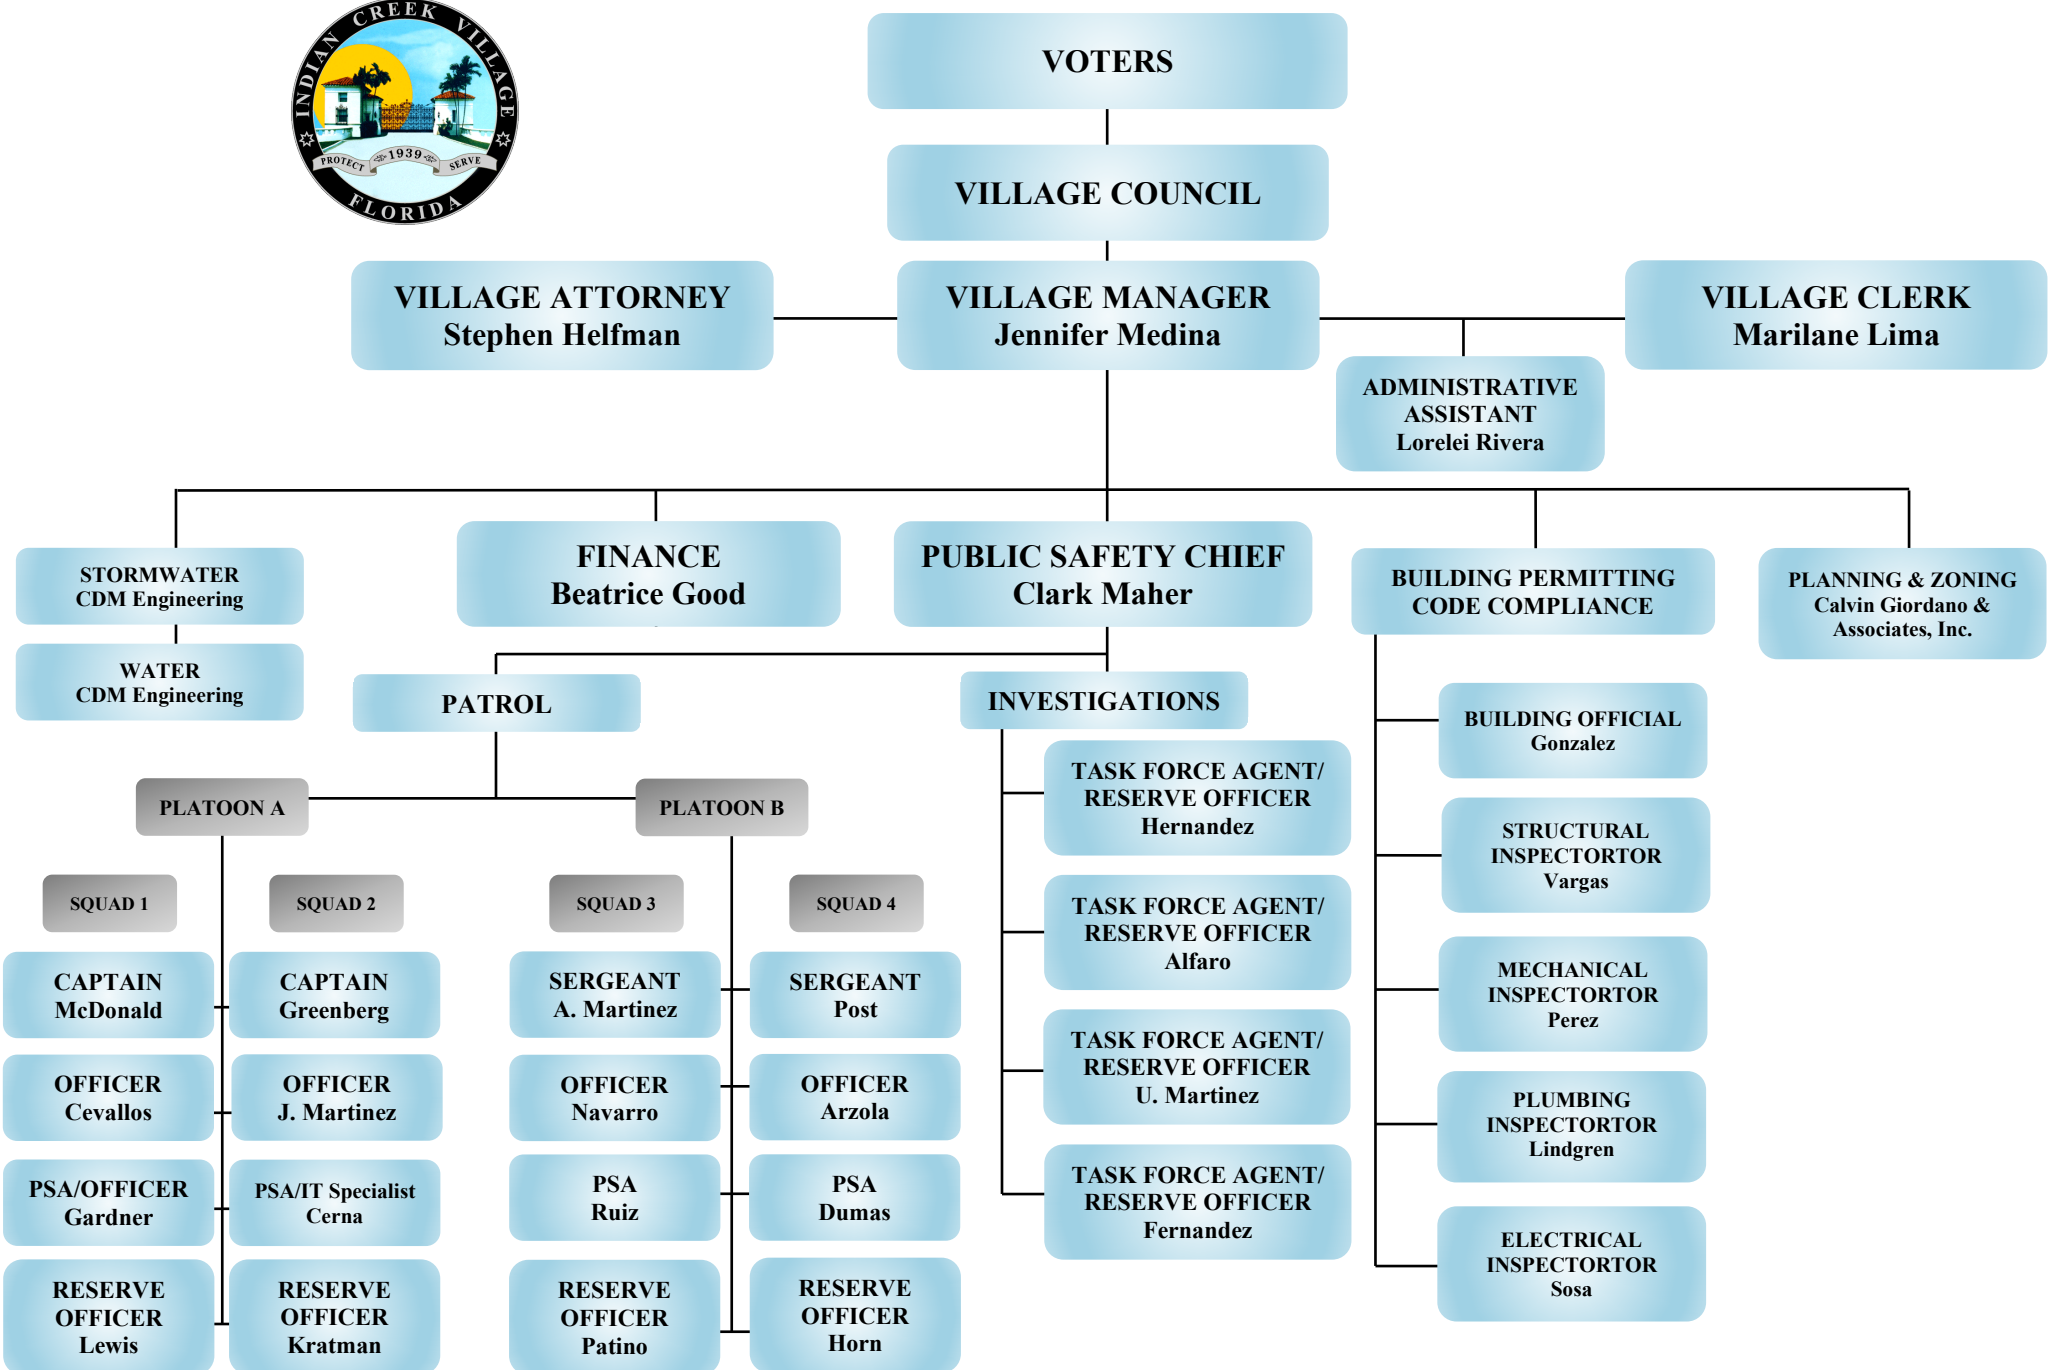 INDIAN CREEK VILLAGE
PROTECT 1939 SERVE
FLORIDA
VOTERS
VILLAGE COUNCIL
VILLAGE ATTORNEY
Stephen Helfman
VILLAGE MANAGER
Jennifer Medina
VILLAGE CLERK
Marilane Lima
ADMINISTRATIVE
ASSISTANT
Lorelei Rivera
STORMWATER
CDM Engineering
WATER
CDM Engineering
FINANCE
Beatrice Good
PUBLIC SAFETY CHIEF
Clark Maher
BUILDING PERMITTING
CODE COMPLIANCE
PLANNING & ZONING
Calvin Giordano &
Associates, Inc.
PATROL
INVESTIGATIONS
PLATOON A
PLATOON B
SQUAD 1
SQUAD 2
SQUAD 3
SQUAD 4
CAPTAIN
McDonald
CAPTAIN
Greenberg
SERGEANT
A. Martinez
SERGEANT
Post
OFFICER
Cevallos
OFFICER
J. Martinez
OFFICER
Navarro
OFFICER
Arzola
PSA/OFFICER
Gardner
PSA/IT Specialist
Cerna
PSA
Ruiz
PSA
Dumas
RESERVE
OFFICER
Lewis
RESERVE
OFFICER
Kratman
RESERVE
OFFICER
Patino
RESERVE
OFFICER
Horn
TASK FORCE AGENT/
RESERVE OFFICER
Hernandez
TASK FORCE AGENT/
RESERVE OFFICER
Alfaro
TASK FORCE AGENT/
RESERVE OFFICER
U. Martinez
TASK FORCE AGENT/
RESERVE OFFICER
Fernandez
BUILDING OFFICIAL
Gonzalez
STRUCTURAL
INSPECTORTOR
Vargas
MECHANICAL
INSPECTORTOR
Perez
PLUMBING
INSPECTORTOR
Lindgren
ELECTRICAL
INSPECTORTOR
Sosa